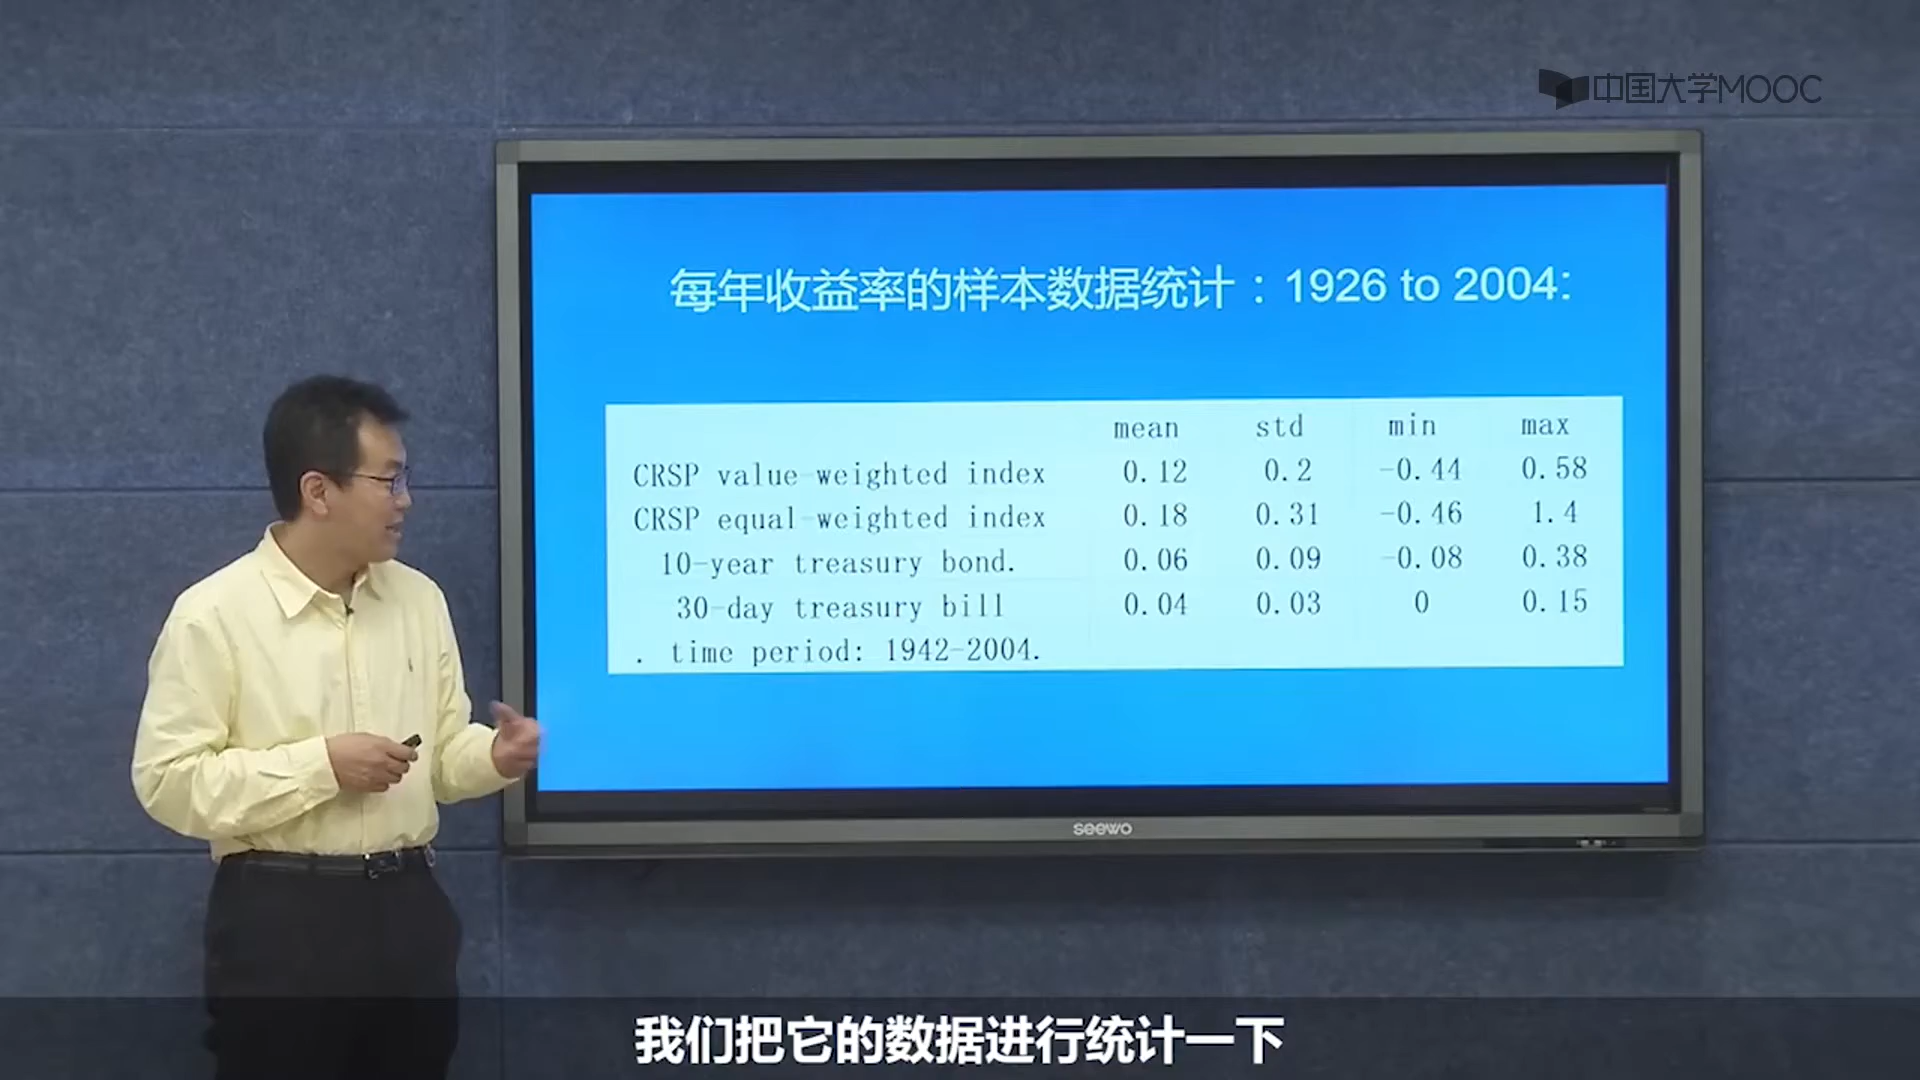 中国大学MOOC
每年收益率的样本数据统计：1926 to 2004:
mean std min max
CRSP value-weighted index 0.12 0.2 -0.44 0.58
CRSP equal-weighted index 0.18 0.31 -0.46 1.4
10-year treasury bond. 0.06 0.09 -0.08 0.38
30-day treasury bill 0.04 0.03 0 0.15
. time period: 1942-2004.
seewo
我们把它的数据进行统计一下